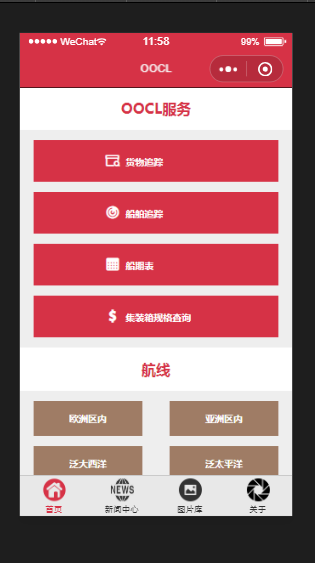 WeChat 11:58 99%
OOCL
OOCL服务
货物追踪
船舶追踪
船期表
集装箱规格查询
航线
欧洲区内 亚洲区内
泛大西洋 泛太平洋
NEWS
首页 新闻中心 图片库 关于